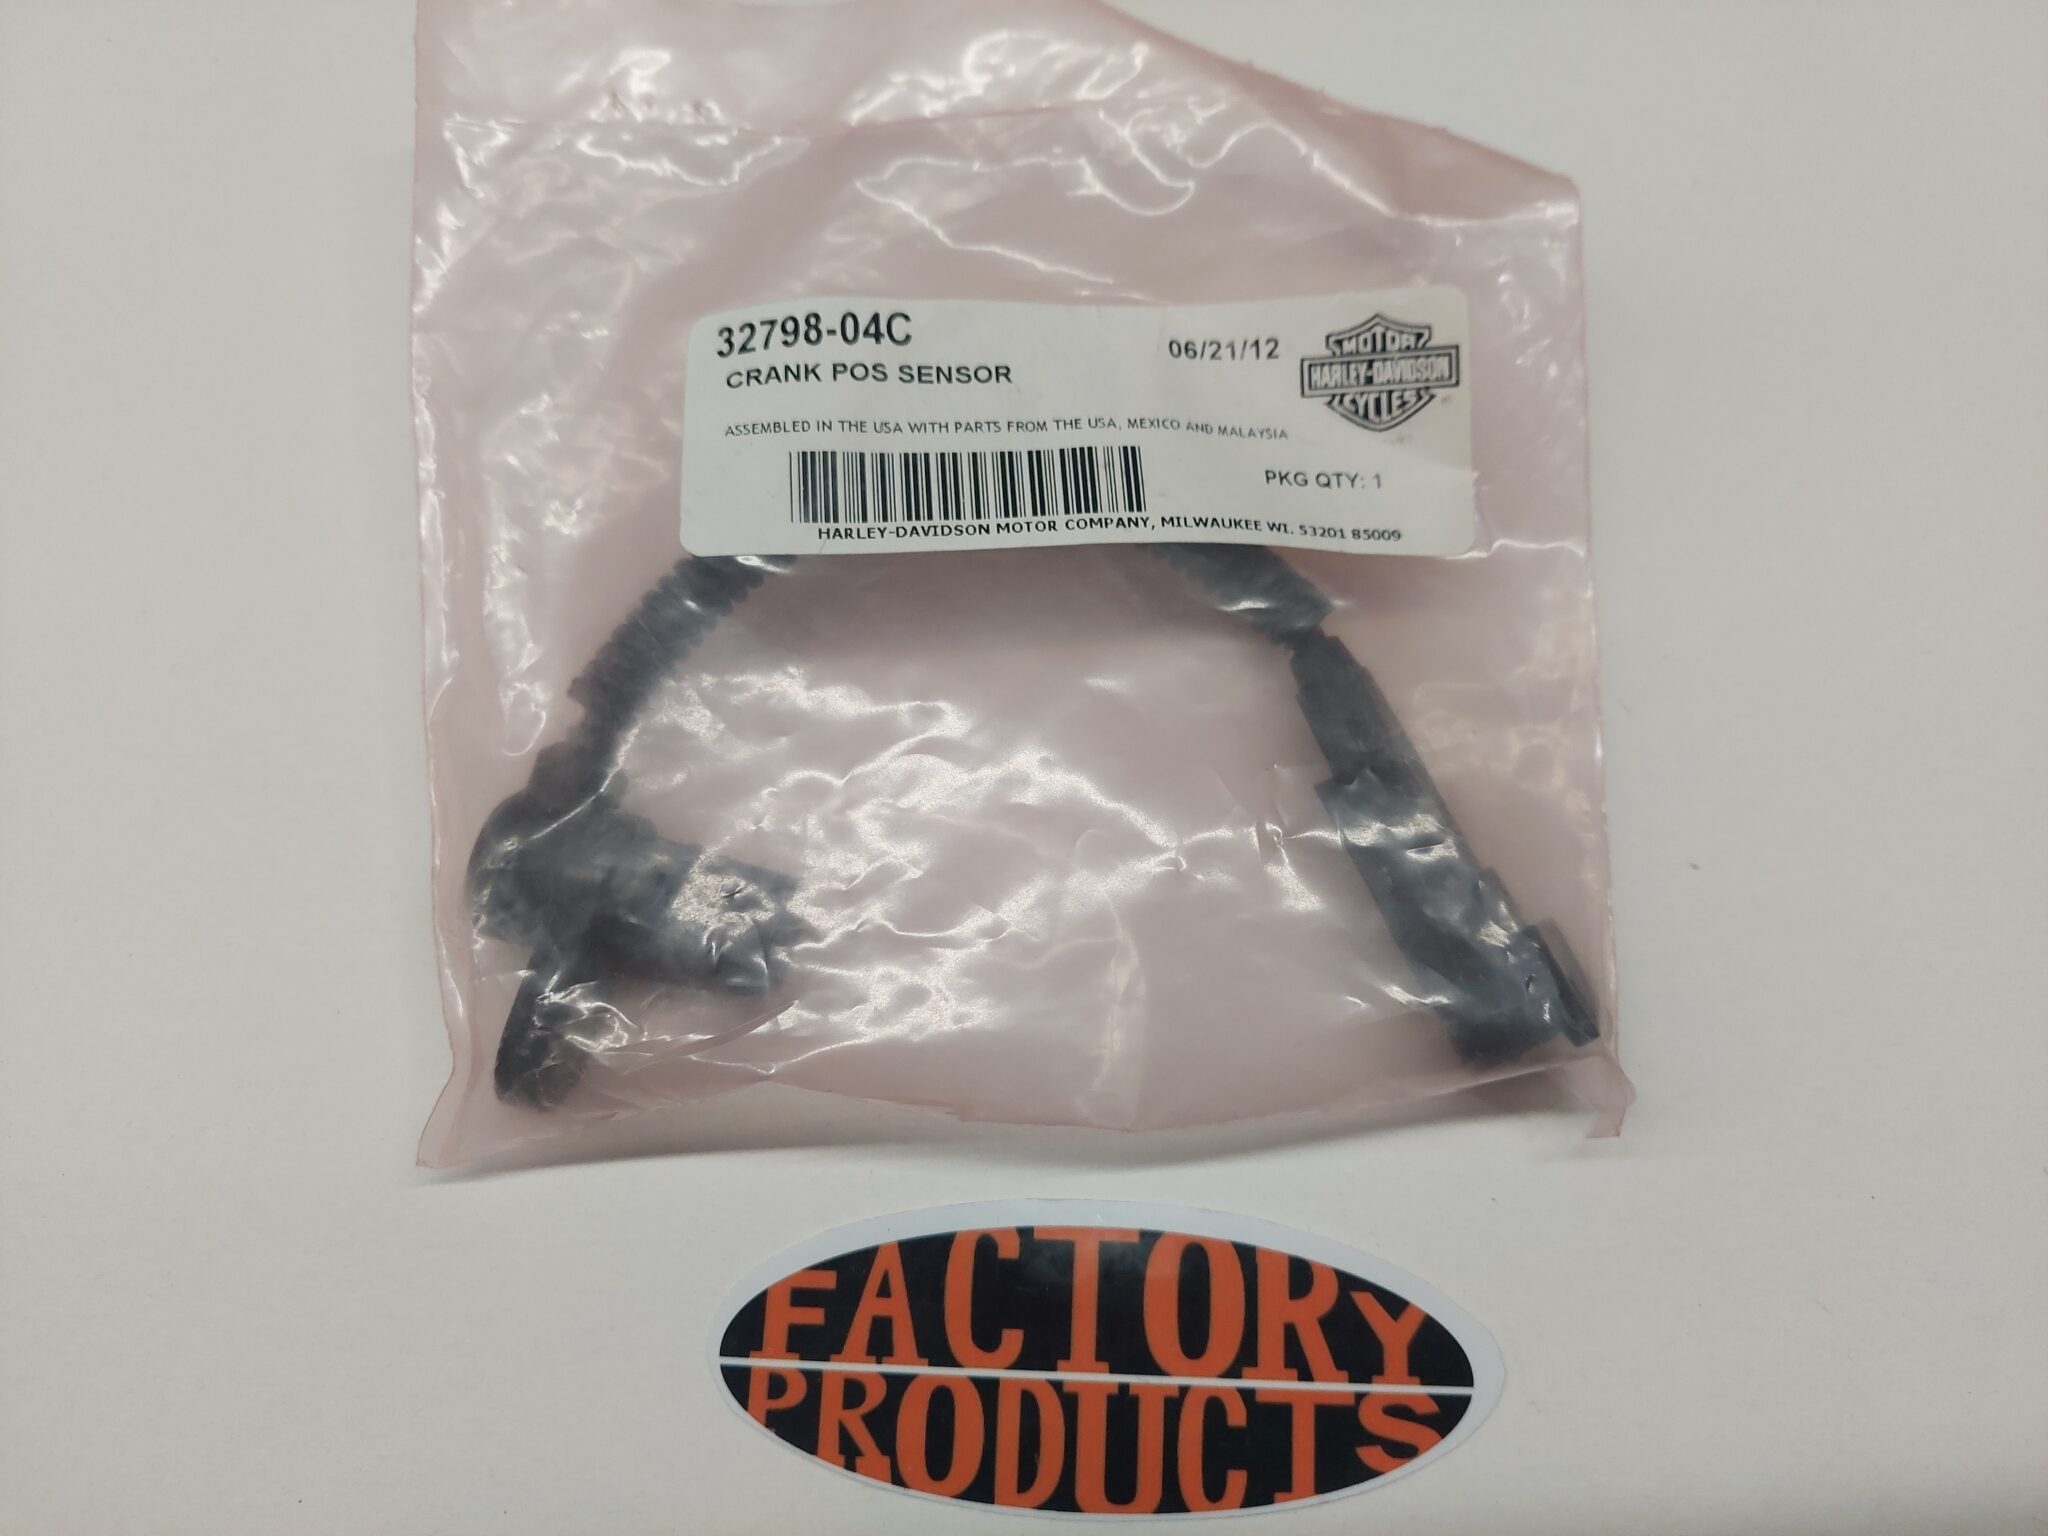 32798-04C
06/21/12
CRANK POS SENSOR
MOTOR
HARLEY-DAVIDSON
CYCLES
ASSEMBLED IN THE USA WITH PARTS FROM THE USA, MEXICO AND MALAYSIA
PKG QTY: 1
HARLEY-DAVIDSON MOTOR COMPANY, MILWAUKEE WI. 53201 85009
FACTORY
PRODUCTS